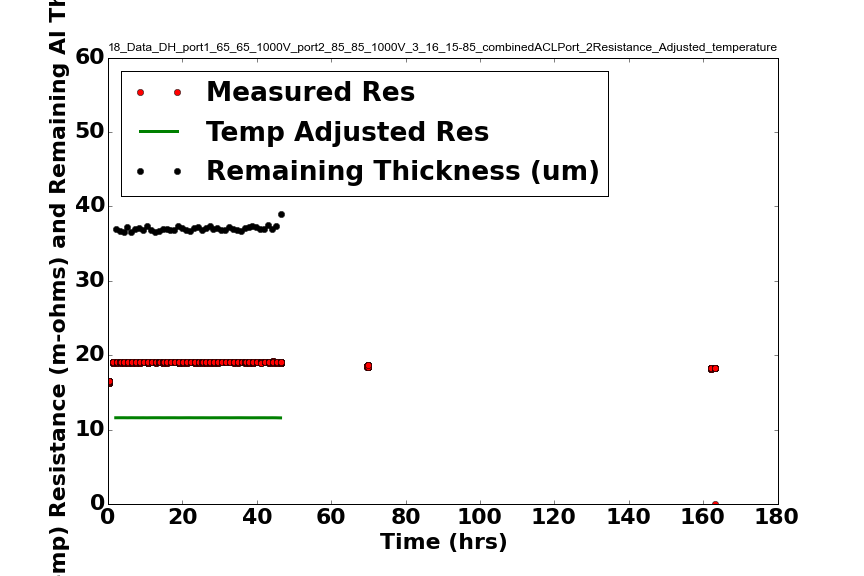 18_Data_DH_port1_65_65_1000V_port2_85_85_1000V_3_16_15-85_combinedACLPort_2Resistance_Adjusted_temperature
60
50
40
30
20
10
0
Measured Res
Temp Adjusted Res
Remaining Thickness (um)
0 20 40 60 80 100 120 140 160 180
Time (hrs)
mp) Resistance (m-ohms) and Remaining Al Th